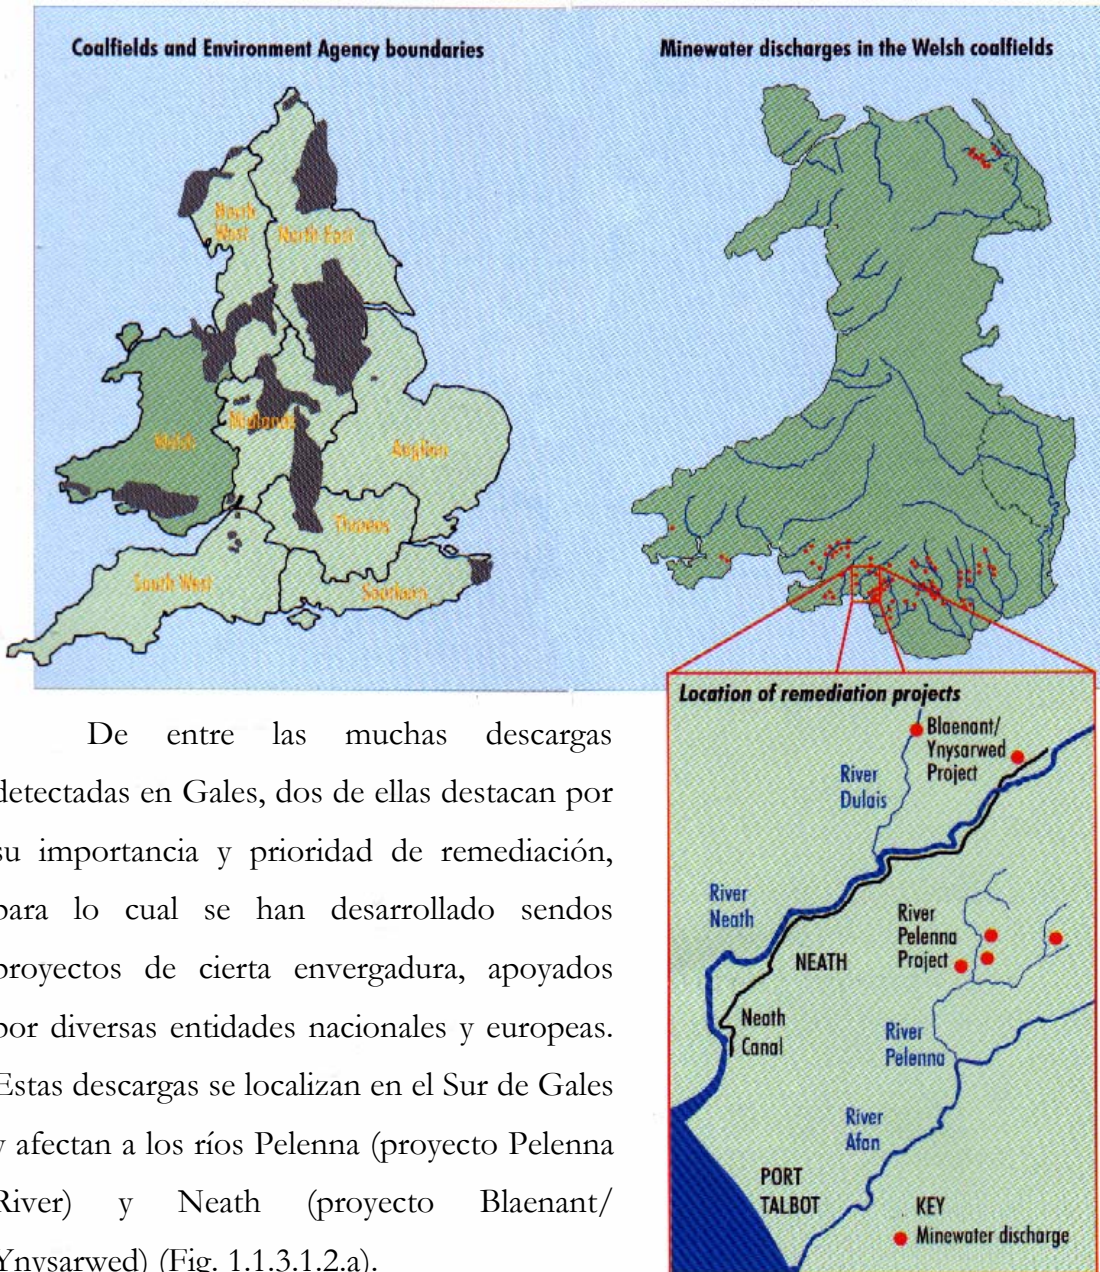 Coalfields and Environment Agency boundaries
North
West
North East
Midlands
Welsh
Anglian
Thames
South West
Southern
Minewater discharges in the Welsh coalfields
Location of remediation projects
Blaenant/
Ynysarwed
Project
River
Dulais
River
Neath
River
Pelenna
Project
NEATH
Neath
Canal
River
Pelenna
River
Afan
PORT
TALBOT
KEY
Minewater discharge
De entre las muchas descargas
detectadas en Gales, dos de ellas destacan por
su importancia y prioridad de remediación,
para lo cual se han desarrollado sendos
proyectos de cierta envergadura, apoyados
por diversas entidades nacionales y europeas.
Estas descargas se localizan en el Sur de Gales
y afectan a los ríos Pelenna (proyecto Pelenna
River) y Neath (proyecto Blaenant/
Ynysarwed) (Fig. 1.1.3.1.2.a).